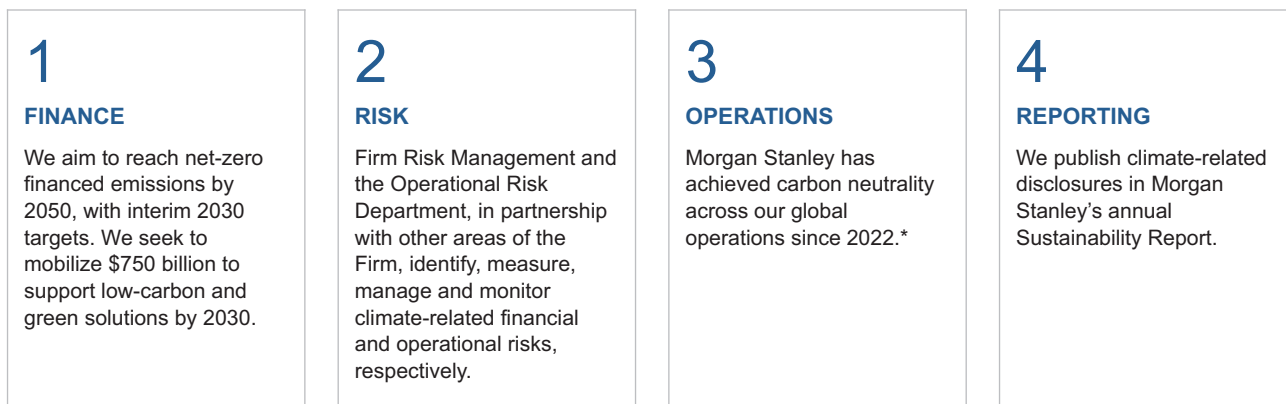 1
FINANCE
We aim to reach net-zero
financed emissions by
2050, with interim 2030
targets. We seek to
mobilize $750 billion to
support low-carbon and
green solutions by 2030.
2
RISK
Firm Risk Management and
the Operational Risk
Department, in partnership
with other areas of the
Firm, identify, measure,
manage and monitor
climate-related financial
and operational risks,
respectively.
3
OPERATIONS
Morgan Stanley has
achieved carbon neutrality
across our global
operations since 2022.*
4
REPORTING
We publish climate-related
disclosures in Morgan
Stanley’s annual
Sustainability Report.